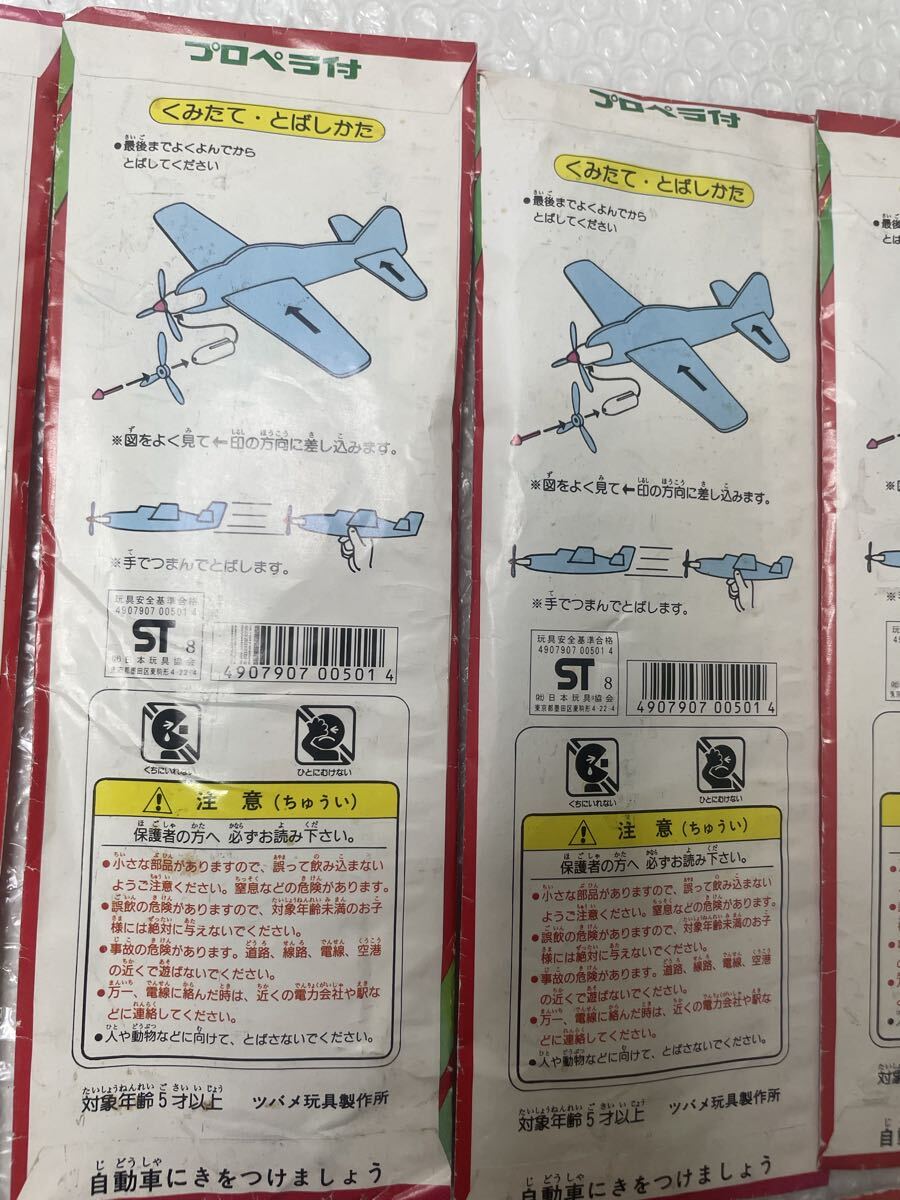 プロペラ付
くみたて・とばしかた
●最後までよくよんでから
とばしてください
※図をよく見て←印の方向に差し込みます。
※手でつまんでとばします。
玩具安全基準合格
4907907 00501 4
ST 8
(社)日本玩具協会
東京都墨田区東駒形4-22-4
4907907 00501 4
くちにいれない
ひとにむけない
注意(ちゅうい)
保護者の方へ 必ずお読み下さい。
●小さな部品がありますので、誤って飲み込まない
ようご注意ください。窒息などの危険があります。
●誤飲の危険がありますので、対象年齢未満のお子
様には絶対に与えないでください。
●事故の危険があります。道路、線路、電線、空港
の近くで遊ばないでください。
●万一、電線に絡んだ時は、近くの電力会社や駅な
どに連絡してください。
●人や動物などに向けて、とばさないでください。
対象年齢5才以上 ツバメ玩具製作所
自動車にきをつけましょう
プロペラ付
くみたて・とばしかた
●最後までよくよんでから
とばしてください
※図をよく見て←印の方向に差し込みます。
※手でつまんでとばします。
玩具安全基準合格
4907907 00501 4
ST 8
(社)日本玩具協会
東京都墨田区東駒形4-22-4
4907907 00501 4
くちにいれない
ひとにむけない
注意(ちゅうい)
保護者の方へ 必ずお読み下さい。
●小さな部品がありますので、誤って飲み込まない
ようご注意ください。窒息などの危険があります。
●誤飲の危険がありますので、対象年齢未満のお子
様には絶対に与えないでください。
●事故の危険があります。道路、線路、電線、空港
の近くで遊ばないでください。
●万一、電線に絡んだ時は、近くの電力会社や駅な
どに連絡してください。
●人や動物などに向けて、とばさないでください。
対象年齢5才以上 ツバメ玩具製作所
自動車にきをつけましょう